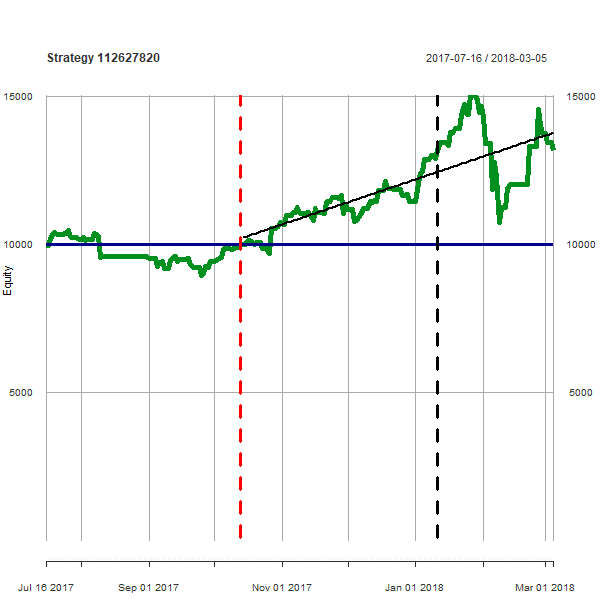 Strategy 112627820
2017-07-16 / 2018-03-05
15000
15000
10000
10000
Equity
5000
5000
Jul 16 2017
Sep 01 2017
Nov 01 2017
Jan 01 2018
Mar 01 2018